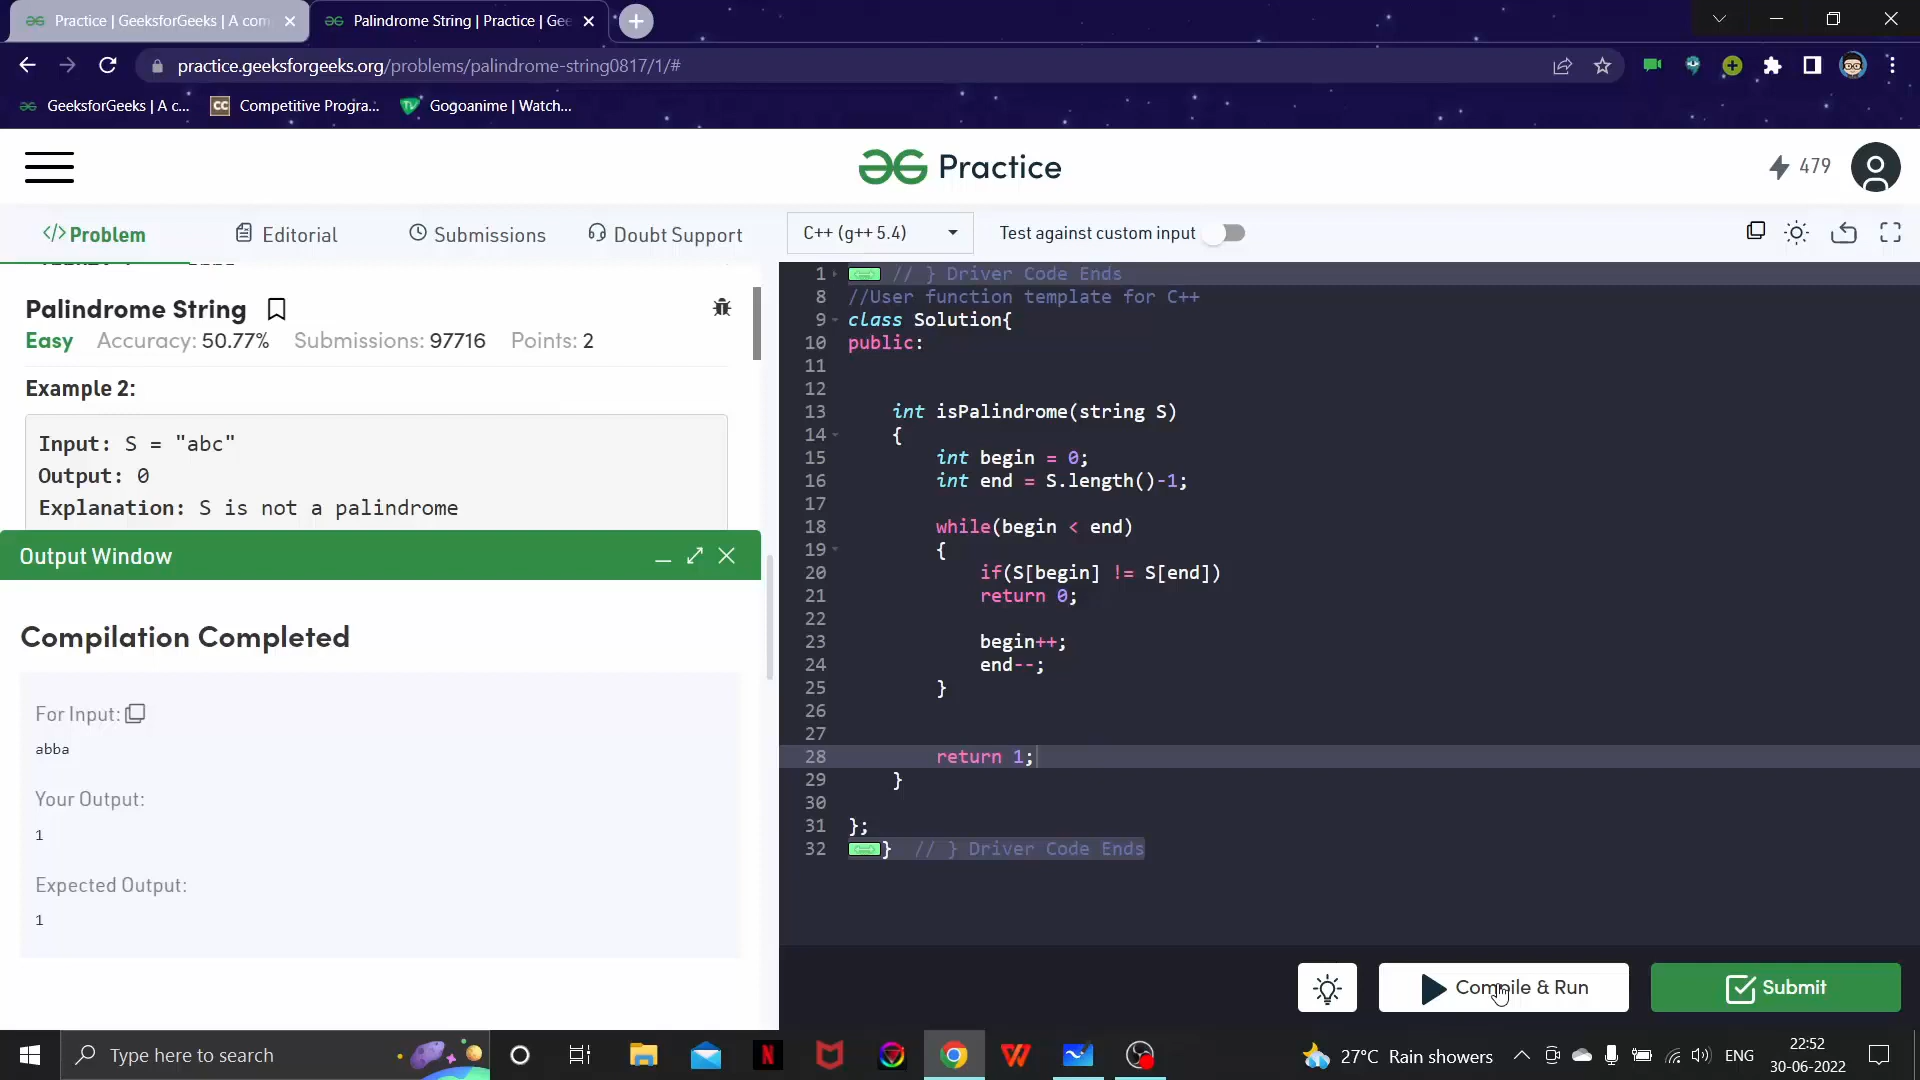 Practice | GeeksforGeeks | A com
Palindrome String | Practice | Gee
practice.geeksforgeeks.org/problems/palindrome-string0817/1/#
GeeksforGeeks | A c...
CC Competitive Progra...
Gogoanime | Watch...
Practice
479
</> Problem
Editorial
Submissions
Doubt Support
C++ (g++ 5.4)
Test against custom input
Palindrome String
Easy Accuracy: 50.77% Submissions: 97716 Points: 2
Example 2:
Input: S = "abc"
Output: 0
Explanation: S is not a palindrome
Output Window
Compilation Completed
For Input:
abba
Your Output:
1
Expected Output:
1
1 // } Driver Code Ends
8 //User function template for C++
9 class Solution{
10 public:
11
12
13 int isPalindrome(string S)
14 {
15 int begin = 0;
16 int end = S.length()-1;
17
18 while(begin < end)
19 {
20 if(S[begin] != S[end])
21 return 0;
22
23 begin++;
24 end--;
25 }
26
27
28 return 1;
29 }
30
31 };
32 } // } Driver Code Ends
Compile & Run
Submit
Type here to search
27°C Rain showers
ENG
22:52
30-06-2022